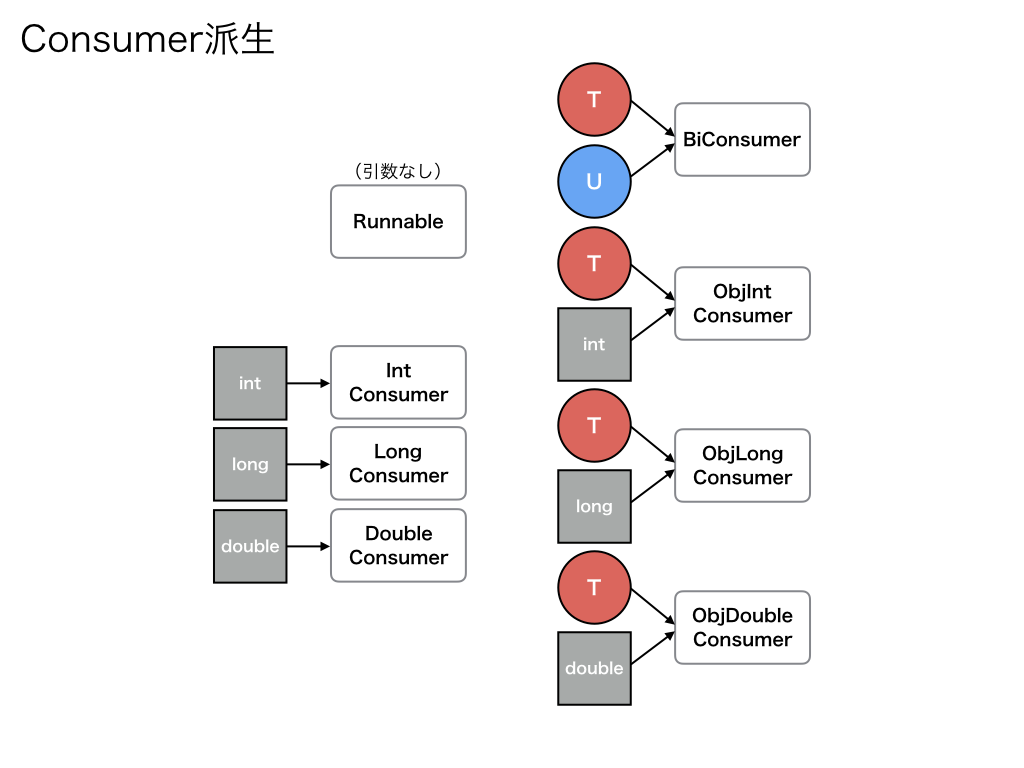 Consumer派生
（引数なし）
Runnable
int
Int
Consumer
long
Long
Consumer
double
Double
Consumer
T
U
BiConsumer
T
int
ObjInt
Consumer
T
long
ObjLong
Consumer
T
double
ObjDouble
Consumer